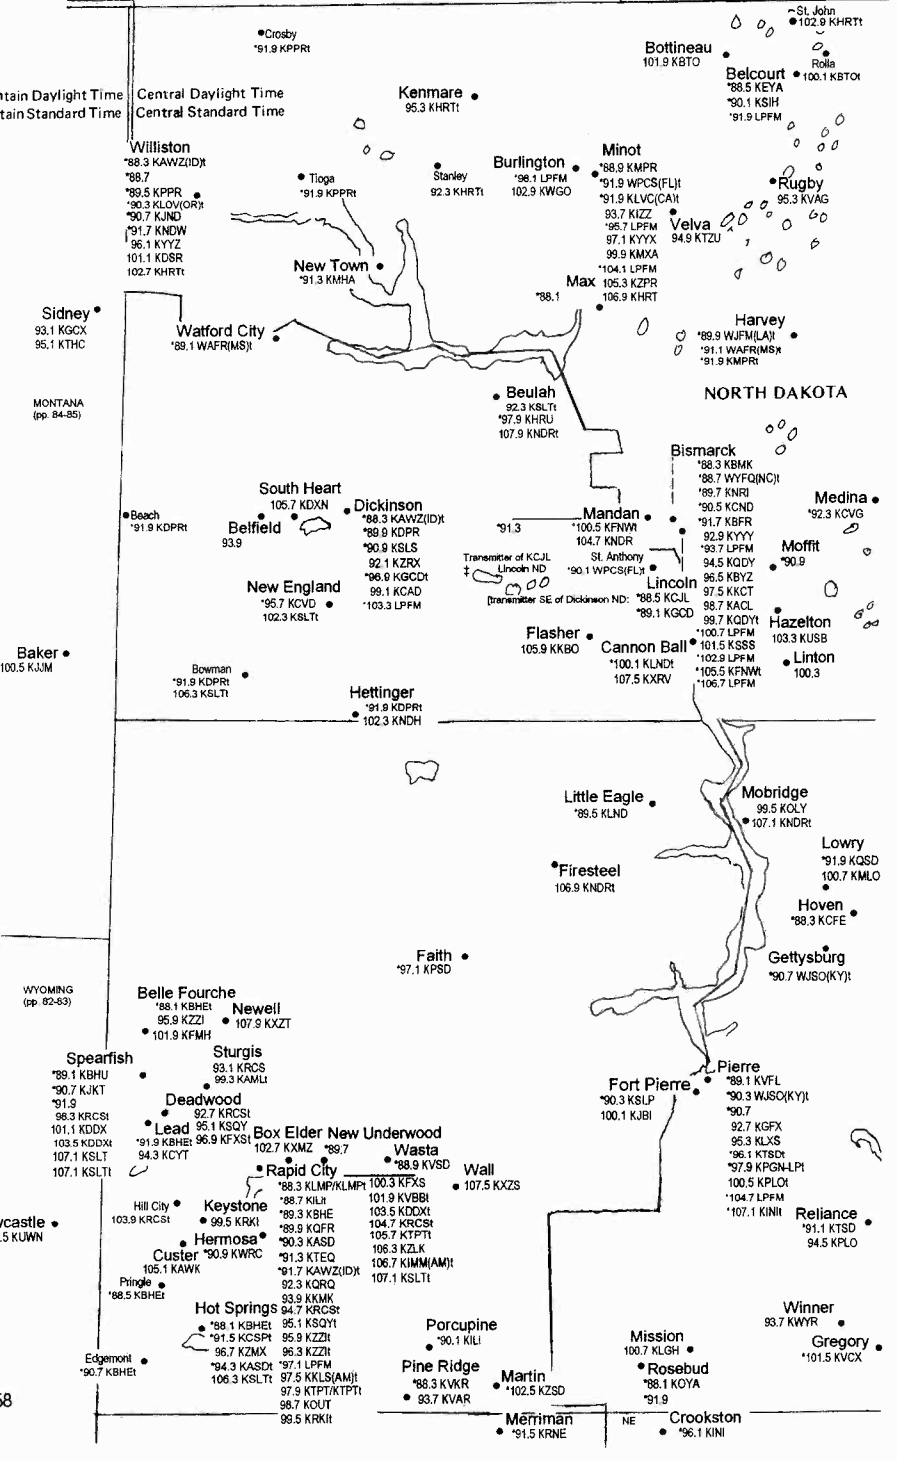 St. John
102.9 KHRTt
Crosby
*91.9 KPPRt
Bottineau
101.9 KBTO
Rolla
100.1 KBTOt
Belcourt
*88.5 KEYA
*90.1 KSIH
*91.9 LPFM
tain Daylight Time
Central Daylight Time
tain Standard Time
Central Standard Time
Kenmare
95.3 KHRTt
Williston
*88.3 KAWZ(ID)t
*88.7
*89.5 KPPR
*90.3 KLOV(OR)t
*90.7 KJND
*91.7 KNDW
96.1 KYYZ
101.1 KDSR
102.7 KHRTt
Tioga
*91.9 KPPRt
Stanley
92.3 KHRTt
Burlington
*98.1 LPFM
102.9 KWGO
Minot
*88.9 KMPR
*91.9 WPCS(FL)t
*91.9 KLVC(CA)t
93.7 KIZZ
*95.7 LPFM
97.1 KYYX
99.9 KMXA
*104.1 LPFM
105.3 KZPR
106.9 KHRT
Rugby
95.3 KVAG
Velva
94.9 KTZU
New Town
*91.3 KMHA
Max
*88.1
Sidney
93.1 KGCX
95.1 KTHC
Watford City
*89.1 WAFR(MS)t
Harvey
*89.9 WJFM(LA)t
*91.1 WAFR(MS)t
*91.9 KMPRt
MONTANA
(pp. 84-85)
Beulah
92.3 KSLTt
*97.9 KHRU
107.9 KNDRt
NORTH DAKOTA
Bismarck
*88.3 KBMK
*88.7 WYFQ(NC)t
*89.7 KNRI
*90.5 KCND
*91.7 KBFR
92.9 KYYY
*93.7 LPFM
94.5 KQDY
96.5 KBYZ
97.5 KKCT
98.7 KACL
99.7 KQDYt
*100.7 LPFM
101.5 KSSS
*102.9 LPFM
*105.5 KFNWt
*106.7 LPFM
Beach
*91.9 KDPRt
South Heart
105.7 KDXN
Belfield
93.9
Dickinson
*88.3 KAWZ(ID)t
*89.9 KDPR
*90.9 KSLS
92.1 KZRX
*96.9 KGCDt
99.1 KCAD
*103.3 LPFM
*91.3
Mandan
*100.5 KFNWt
104.7 KNDR
Medina
*92.3 KCVG
Transmitter of KCJL
‡ Lincoln ND
St. Anthony
*90.1 WPCS(FL)t
Moffit
*90.9
New England
*95.7 KCVD
102.3 KSLTt
[transmitter SE of Dickinson ND:
Lincoln
*88.5 KCJL
*89.1 KGCD
Flasher
105.9 KKBO
Cannon Ball
*100.1 KLNDt
107.5 KXRV
Hazelton
103.3 KUSB
Linton
100.3
Baker
100.5 KJJM
Bowman
*91.9 KDPRt
106.3 KSLTt
Hettinger
*91.9 KDPRt
102.3 KNDH
Little Eagle
*89.5 KLND
Mobridge
99.5 KOLY
107.1 KNDRt
Lowry
*91.9 KQSD
100.7 KMLO
Firesteel
106.9 KNDRt
Hoven
*88.3 KCFE
Faith
*97.1 KPSD
Gettysburg
*90.7 WJSO(KY)t
WYOMING
(pp. 82-83)
Belle Fourche
*88.1 KBHEt
95.9 KZZI
101.9 KFMH
Newell
107.9 KXZT
Spearfish
*89.1 KBHU
*90.7 KJKT
*91.9
98.3 KRCSt
101.1 KDDX
103.5 KDDXt
107.1 KSLT
107.1 KSLTt
Sturgis
93.1 KRCS
99.3 KAMLt
Deadwood
92.7 KRCSt
95.1 KSQY
96.9 KFXSt
Lead
*91.9 KBHEt
94.3 KCYT
Fort Pierre
*90.3 KSLP
100.1 KJBI
Pierre
*89.1 KVFL
*90.3 WJSO(KY)t
*90.7
92.7 KGFX
95.3 KLXS
*96.1 KTSDt
*97.9 KPGN-LPt
100.5 KPLOt
*104.7 LPFM
*107.1 KINIt
Box Elder
102.7 KXMZ
New Underwood
*89.7
Wasta
*88.9 KVSD
Wall
107.5 KXZS
Rapid City
*88.3 KLMP/KLMPt
*88.7 KILIt
*89.3 KBHE
*89.9 KQFR
*90.3 KASD
*91.3 KTEQ
*91.7 KAWZ(ID)t
92.3 KQRQ
93.9 KKMK
94.7 KRCSt
95.1 KSQYt
95.9 KZZIt
96.3 KZZIt
*97.1 LPFM
97.5 KKLS(AM)t
97.9 KTPT/KTPTt
98.7 KOUT
99.5 KRKIt
100.3 KFXS
101.9 KVBBt
103.5 KDDXt
104.7 KRCSt
105.7 KTPTt
106.3 KZLK
106.7 KIMM(AM)t
107.1 KSLTt
Hill City
103.9 KRCSt
Keystone
99.5 KRKI
Reliance
*91.1 KTSD
94.5 KPLO
castle
.5 KUWN
Hermosa
*90.9 KWRC
Custer
105.1 KAWK
Pringle
*88.5 KBHEt
Hot Springs
*88.1 KBHEt
*91.5 KCSPt
96.7 KZMX
*94.3 KASDt
106.3 KSLTt
Winner
93.7 KWYR
Porcupine
*90.1 KILI
Mission
100.7 KLGH
Gregory
*101.5 KVCX
Edgemont
*90.7 KBHEt
Pine Ridge
*88.3 KVKR
93.7 KVAR
Martin
*102.5 KZSD
Rosebud
*88.1 KOYA
*91.9
58
Merriman
*91.5 KRNE
NE
Crookston
*96.1 KINI